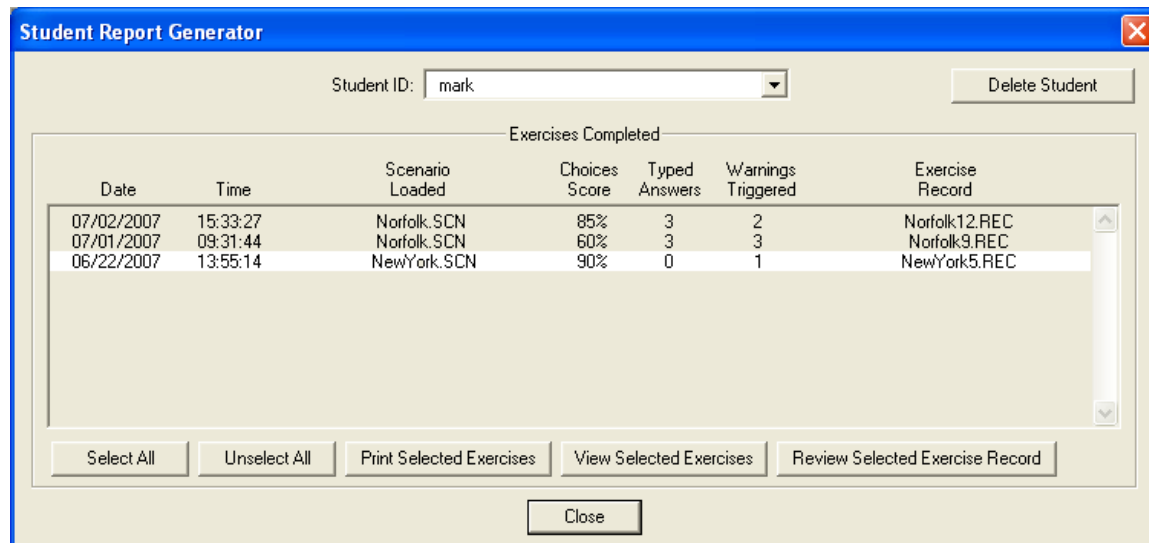 Student Report Generator
Student ID: mark Delete Student
Exercises Completed
Date Time Scenario Loaded Choices Score Typed Answers Warnings Triggered Exercise Record
07/02/2007 15:33:27 Norfolk.SCN 85% 3 2 Norfolk12.REC
07/01/2007 09:31:44 Norfolk.SCN 60% 3 3 Norfolk9.REC
06/22/2007 13:55:14 NewYork.SCN 90% 0 1 NewYork5.REC
Select All Unselect All Print Selected Exercises View Selected Exercises Review Selected Exercise Record
Close